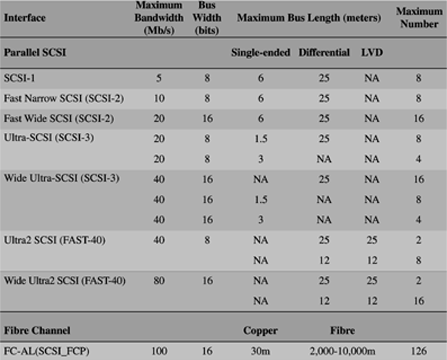 Interface Maximum Bandwidth (Mb/s) Bus Width (bits) Maximum Bus Length (meters) Maximum Number
Parallel SCSI Single-ended Differential LVD
SCSI-1 5 8 6 25 NA 8
Fast Narrow SCSI (SCSI-2) 10 8 6 25 NA 8
Fast Wide SCSI (SCSI-2) 20 16 6 25 NA 16
Ultra-SCSI (SCSI-3) 20 8 1.5 25 NA 8
20 8 3 NA NA 4
Wide Ultra-SCSI (SCSI-3) 40 16 NA 25 NA 16
40 16 1.5 NA NA 8
40 16 3 NA NA 4
Ultra2 SCSI (FAST-40) 40 8 NA 25 25 2
NA 12 12 8
Wide Ultra2 SCSI (FAST-40) 80 16 NA 25 25 2
NA 12 12 16
Fibre Channel Copper Fibre
FC-AL(SCSI_FCP) 100 16 30m 2,000-10,000m 126